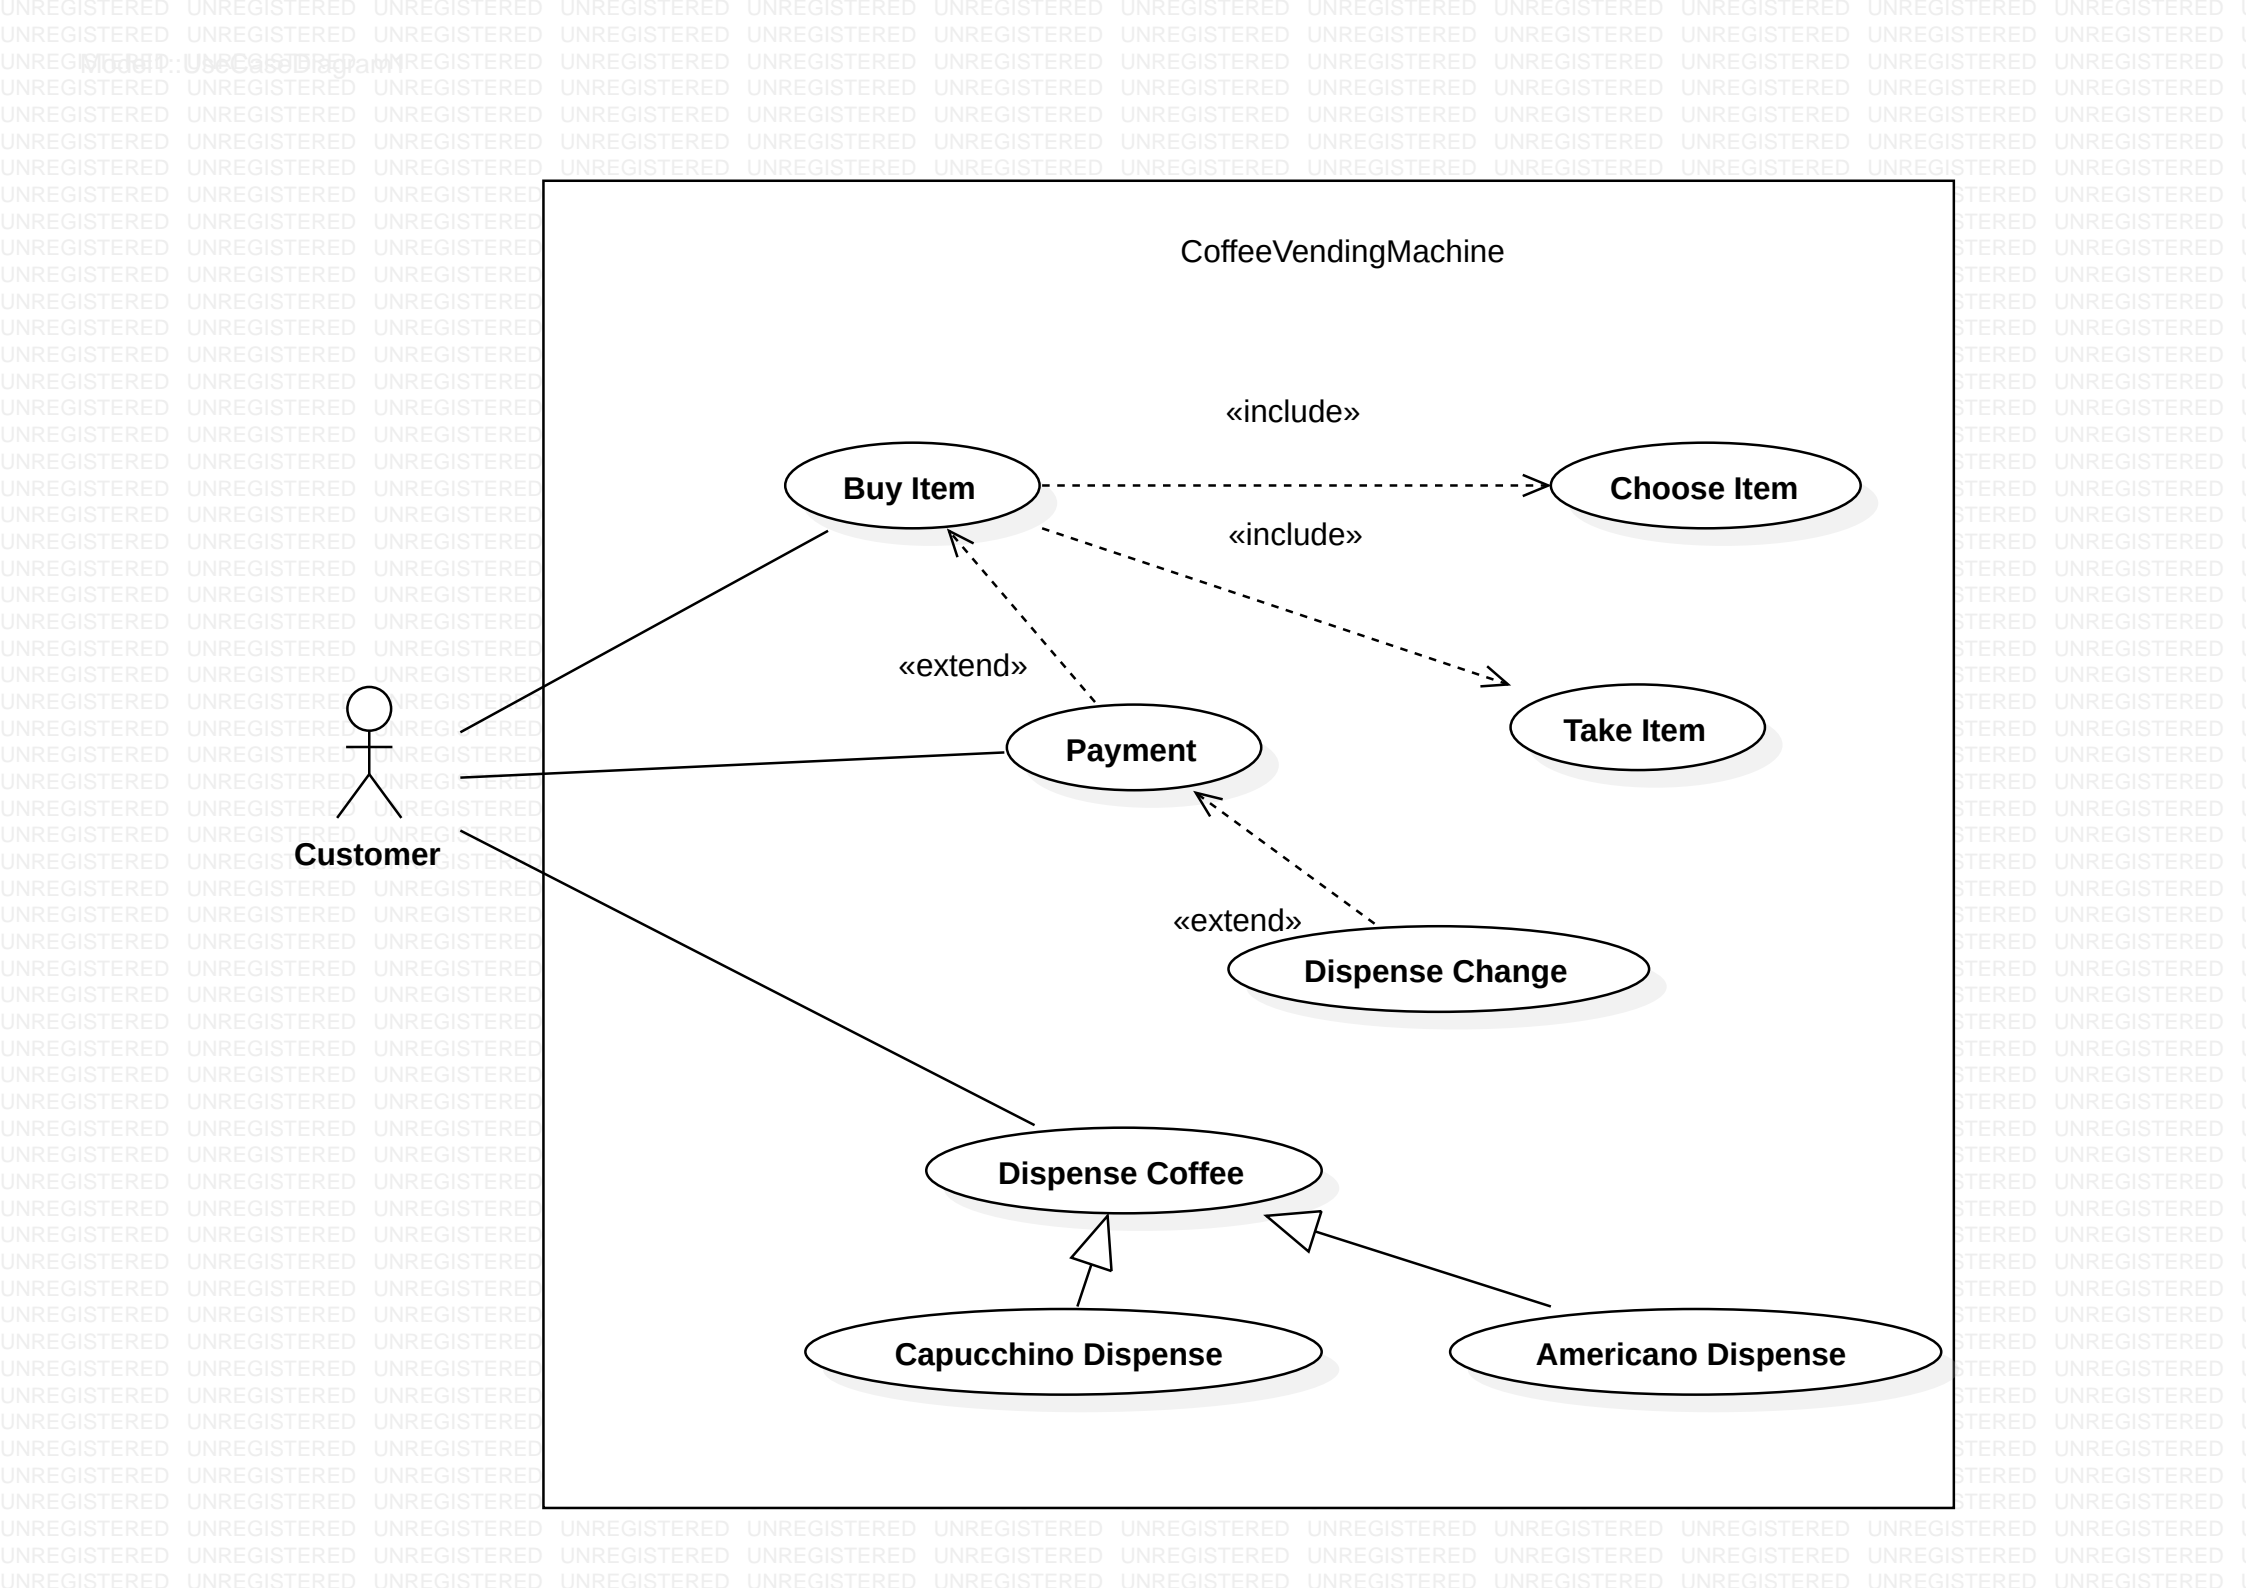 Model1::UseCaseDiagram1
CoffeeVendingMachine
«include»
Buy Item
Choose Item
«include»
«extend»
Take Item
Payment
Customer
«extend»
Dispense Change
Dispense Coffee
Capucchino Dispense
Americano Dispense
UNREGISTERED